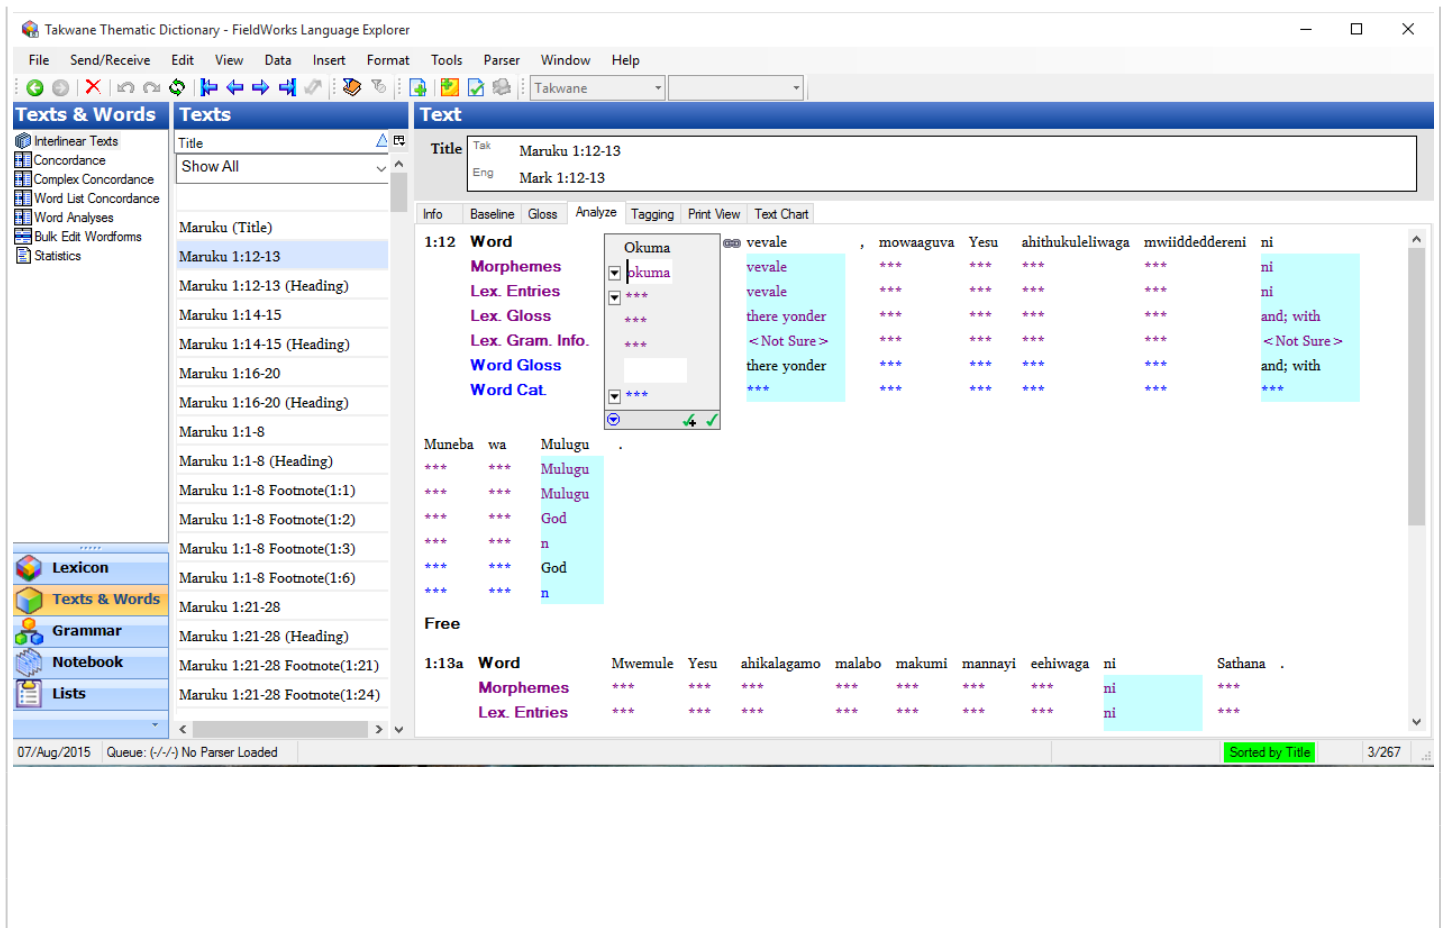 Takwane Thematic Dictionary - FieldWorks Language Explorer
File Send/Receive Edit View Data Insert Format Tools Parser Window Help
Takwane
Texts & Words
Interlinear Texts
Concordance
Complex Concordance
Word List Concordance
Word Analyses
Bulk Edit Wordforms
Statistics
Lexicon
Texts & Words
Grammar
Notebook
Lists
Texts
Title
Show All
Maruku (Title)
Maruku 1:12-13
Maruku 1:12-13 (Heading)
Maruku 1:14-15
Maruku 1:14-15 (Heading)
Maruku 1:16-20
Maruku 1:16-20 (Heading)
Maruku 1:1-8
Maruku 1:1-8 (Heading)
Maruku 1:1-8 Footnote(1:1)
Maruku 1:1-8 Footnote(1:2)
Maruku 1:1-8 Footnote(1:3)
Maruku 1:1-8 Footnote(1:6)
Maruku 1:21-28
Maruku 1:21-28 (Heading)
Maruku 1:21-28 Footnote(1:21)
Maruku 1:21-28 Footnote(1:24)
Text
Title Tak Maruku 1:12-13
Eng Mark 1:12-13
Info Baseline Gloss Analyze Tagging Print View Text Chart
1:12 Word Okuma vevale , mowaaguva Yesu ahithukuleliwaga mwiiddeddereni ni
Morphemes okuma vevale *** *** *** *** ni
Lex. Entries *** vevale *** *** *** *** ni
Lex. Gloss *** there yonder *** *** *** *** and; with
Lex. Gram. Info. *** <Not Sure> *** *** *** *** <Not Sure>
Word Gloss there yonder *** *** *** *** and; with
Word Cat. *** *** *** *** *** *** ***
Muneba wa Mulugu .
*** *** Mulugu
*** *** Mulugu
*** *** God
*** *** n
*** *** God
*** *** n
Free
1:13a Word Mwemule Yesu ahikalagamo malabo makumi mannayi eehiwaga ni Sathana .
Morphemes *** *** *** *** *** *** *** ni ***
Lex. Entries *** *** *** *** *** *** *** ni ***
07/Aug/2015 Queue: (-/-/-) No Parser Loaded Sorted by Title 3/267